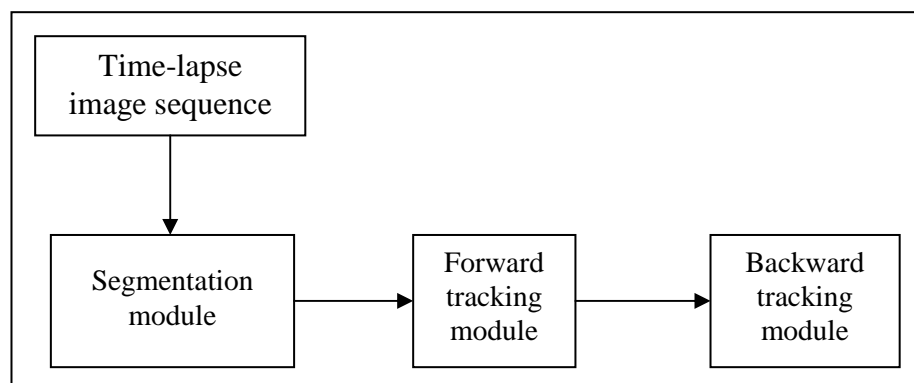 Time-lapse
image sequence
Segmentation
module
Forward
tracking
module
Backward
tracking
module